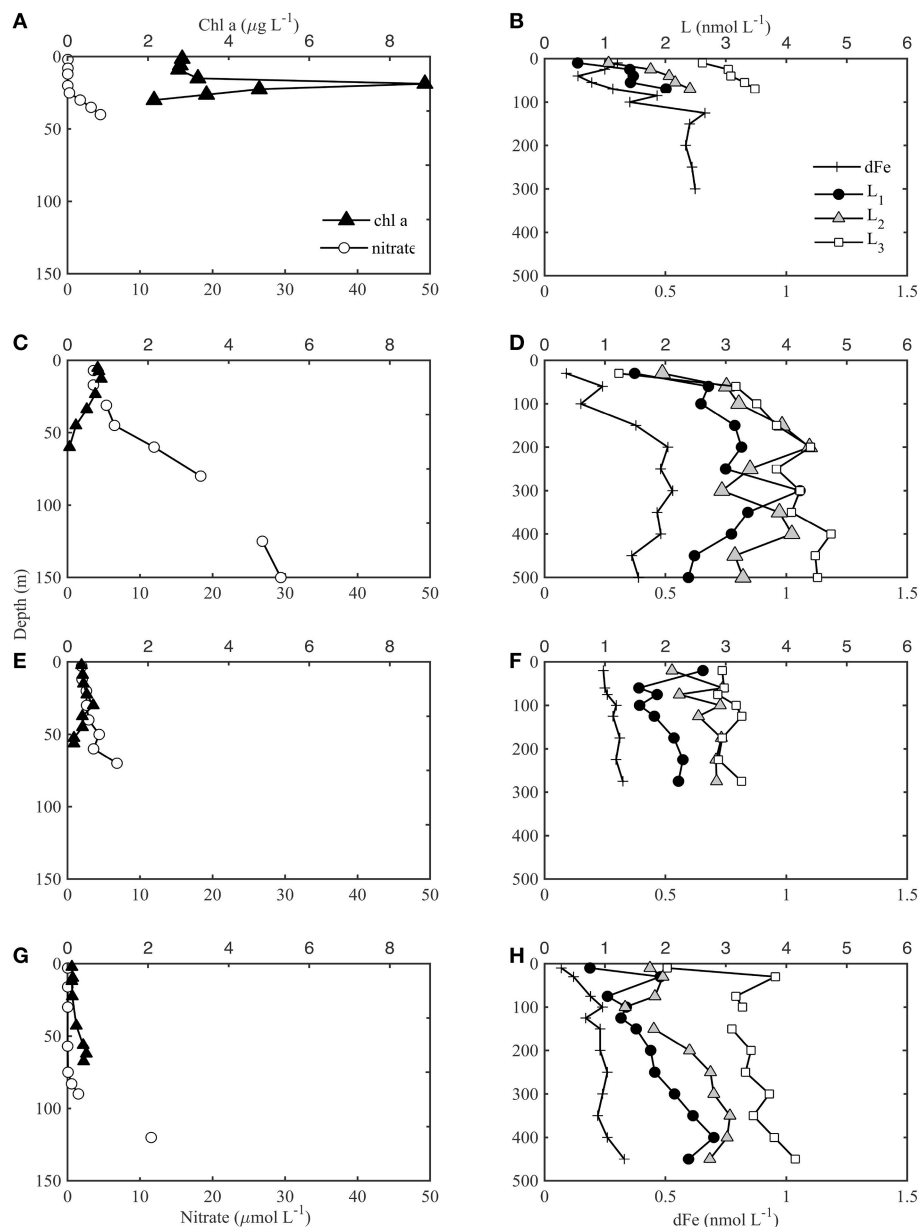 A
Chl a (μg L⁻¹)
0 2 4 6 8
0
50
100
150
0 10 20 30 40 50
chl a
nitrate
B
L (nmol L⁻¹)
0 1 2 3 4 5 6
0
100
200
300
400
500
0 0.5 1 1.5
dFe
L₁
L₂
L₃
C
0 2 4 6 8
0
50
100
150
0 10 20 30 40 50
Depth (m)
D
0 1 2 3 4 5 6
0
100
200
300
400
500
0 0.5 1 1.5
E
0 2 4 6 8
0
50
100
150
0 10 20 30 40 50
F
0 1 2 3 4 5 6
0
100
200
300
400
500
0 0.5 1 1.5
G
0 2 4 6 8
0
50
100
150
0 10 20 30 40 50
Nitrate (μmol L⁻¹)
H
0 1 2 3 4 5 6
0
100
200
300
400
500
0 0.5 1 1.5
dFe (nmol L⁻¹)